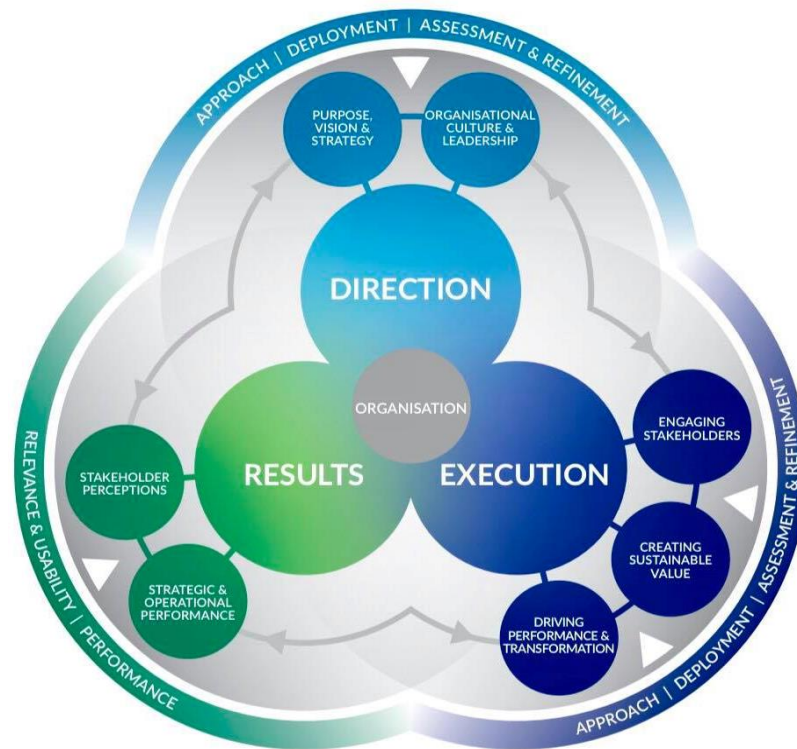 APPROACH | DEPLOYMENT | ASSESSMENT & REFINEMENT
PURPOSE,
VISION &
STRATEGY
ORGANISATIONAL
CULTURE &
LEADERSHIP
DIRECTION
ORGANISATION
RESULTS
EXECUTION
ENGAGING
STAKEHOLDERS
CREATING
SUSTAINABLE
VALUE
DRIVING
PERFORMANCE &
TRANSFORMATION
STAKEHOLDER
PERCEPTIONS
STRATEGIC &
OPERATIONAL
PERFORMANCE
RELEVANCE & USABILITY | PERFORMANCE
APPROACH | DEPLOYMENT | ASSESSMENT & REFINEMENT